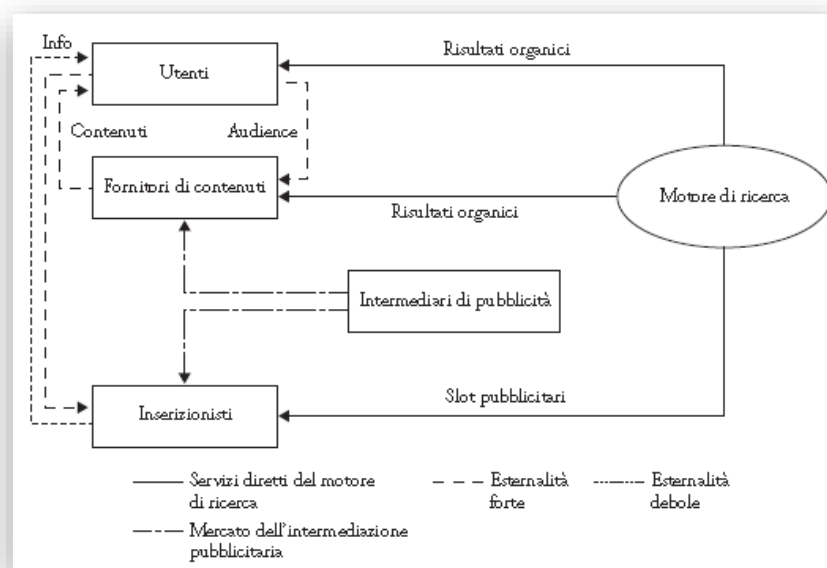 Info
Risultati organici
Utenti
Contenuti
Audience
Fornitori di contenuti
Motore di ricerca
Risultati organici
Intermediari di pubblicità
Slot pubblicitari
Inserizionisti
Servizi diretti del motore
di ricerca
Esternalità
forte
Esternalità
debole
Mercato dell'intermediazione
pubblicitaria